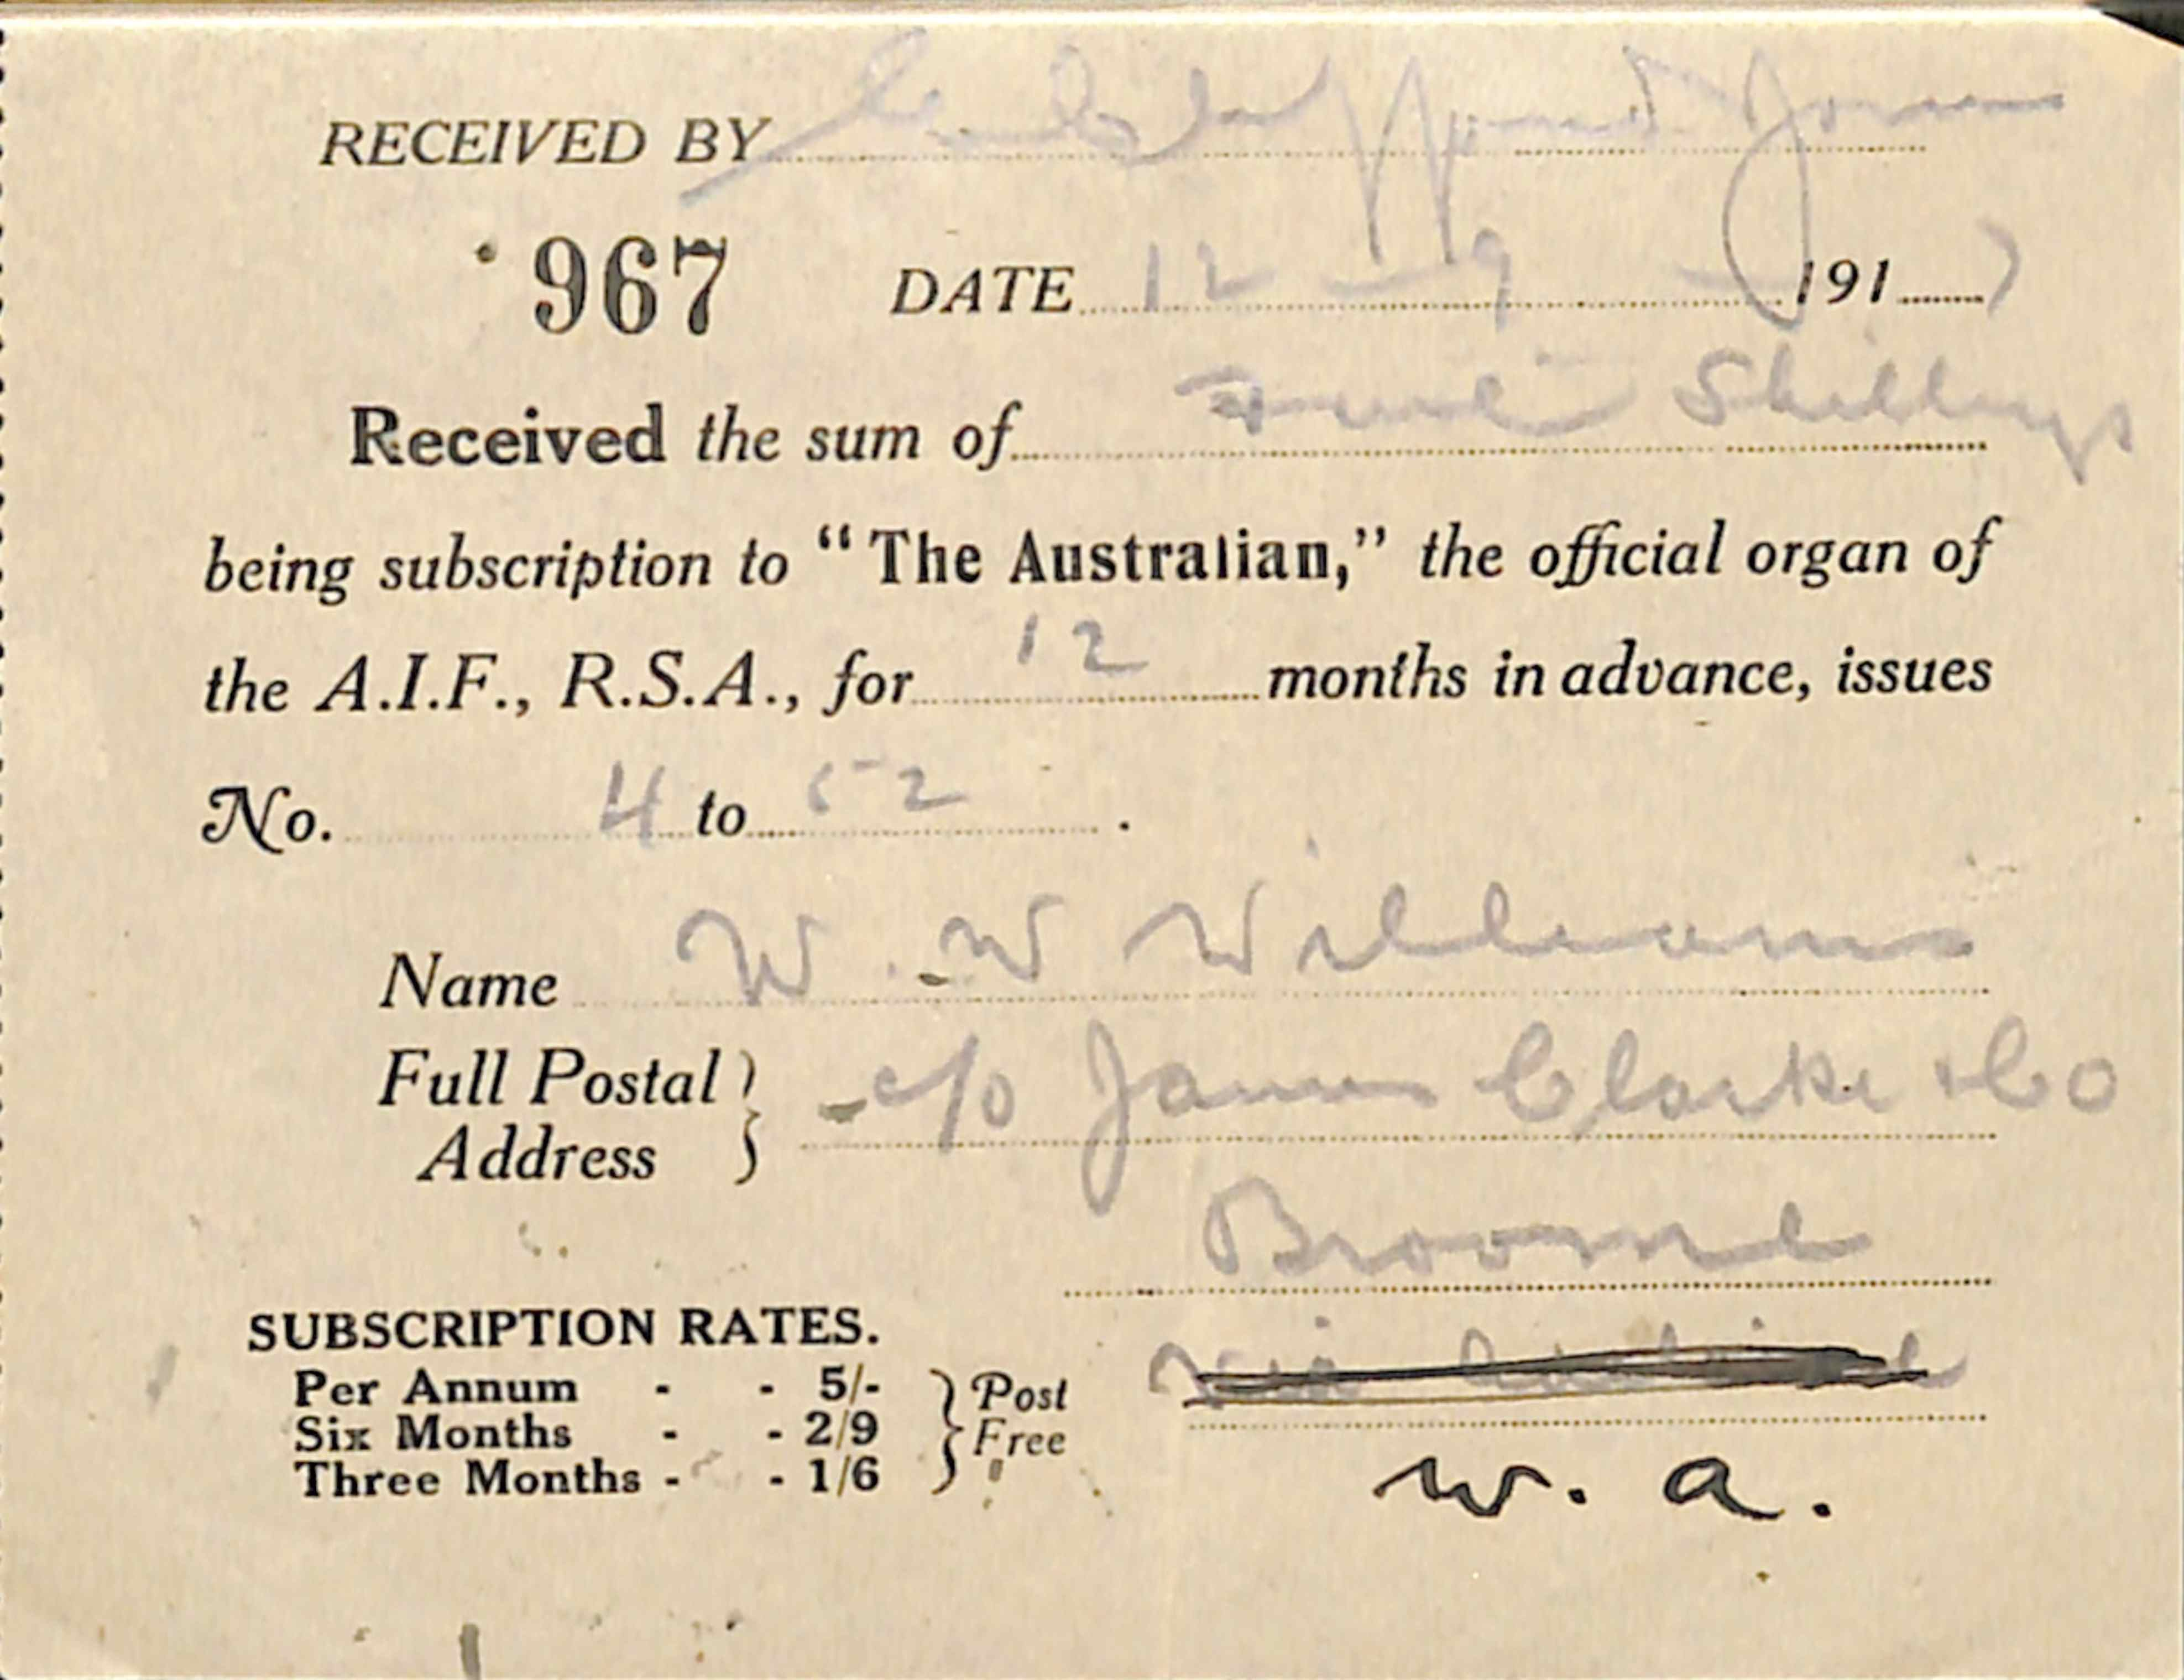 RECEIVED BY
967 DATE 12 - 9 - 1917
Received the sum of Shillings
being subscription to "The Australian," the official organ of
the A.I.F., R.S.A., for 12 months in advance, issues
No. 4 to 52 .
Name W. W Williams
Full Postal Address } c/o James Clarke & Co
Broome
SUBSCRIPTION RATES.
Per Annum - - 5/-
Six Months - - 2/9
Three Months - - 1/6
} Post Free
W. A.